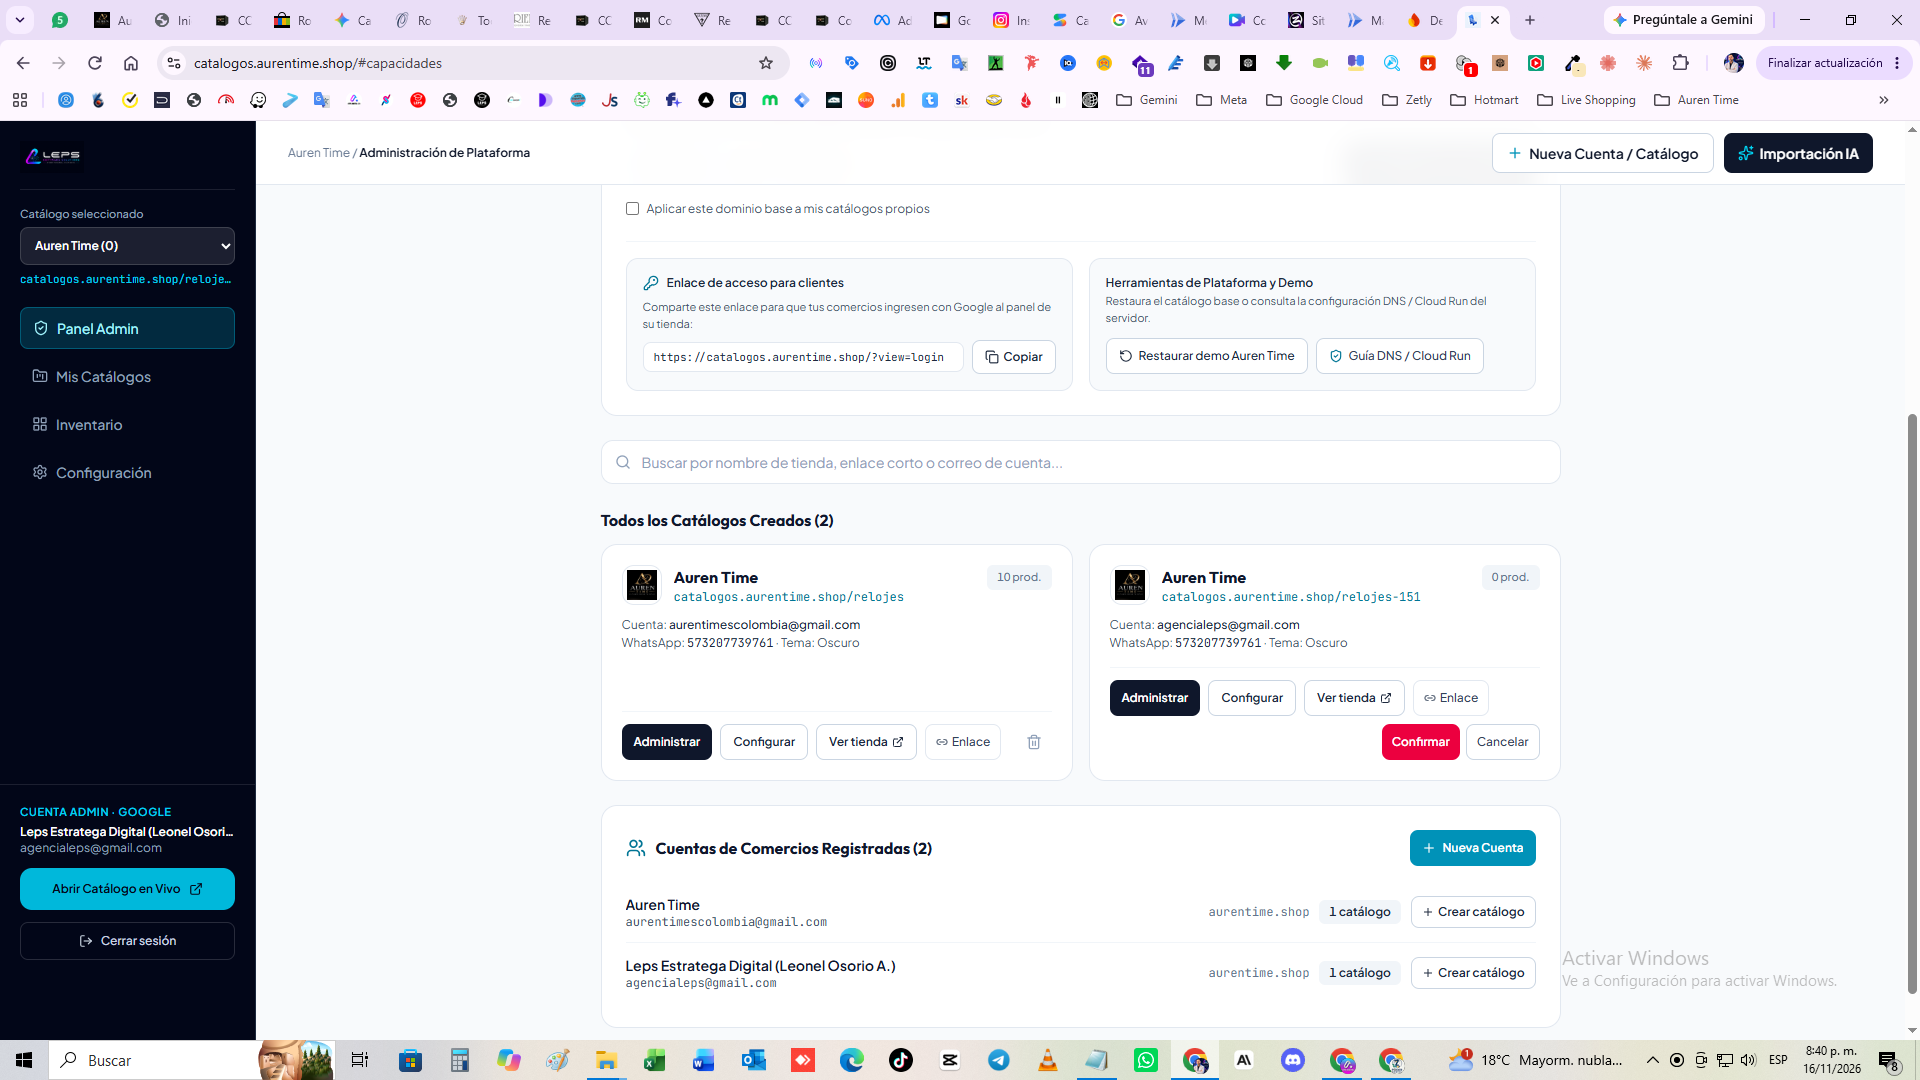 Pregúntale a Gemini
catalogos.aurentime.shop/#capacidades
Finalizar actualización
Gemini
Meta
Google Cloud
Zetly
Hotmart
Live Shopping
Auren Time
LEPS
Catálogo seleccionado
Auren Time (0)
catalogos.aurentime.shop/reloje…
Panel Admin
Mis Catálogos
Inventario
Configuración
CUENTA ADMIN · GOOGLE
Leps Estratega Digital (Leonel Osori…
agencialeps@gmail.com
Abrir Catálogo en Vivo
Cerrar sesión
Auren Time / Administración de Plataforma
+ Nueva Cuenta / Catálogo
Importación IA
Aplicar este dominio base a mis catálogos propios
Enlace de acceso para clientes
Comparte este enlace para que tus comercios ingresen con Google al panel de
su tienda:
https://catalogos.aurentime.shop/?view=login
Copiar
Herramientas de Plataforma y Demo
Restaura el catálogo base o consulta la configuración DNS / Cloud Run del
servidor.
Restaurar demo Auren Time
Guía DNS / Cloud Run
Buscar por nombre de tienda, enlace corto o correo de cuenta...
Todos los Catálogos Creados (2)
Auren Time
10 prod.
catalogos.aurentime.shop/relojes
Cuenta: aurentimescolombia@gmail.com
WhatsApp: 573207739761 · Tema: Oscuro
Administrar
Configurar
Ver tienda
Enlace
Auren Time
0 prod.
catalogos.aurentime.shop/relojes-151
Cuenta: agencialeps@gmail.com
WhatsApp: 573207739761 · Tema: Oscuro
Administrar
Configurar
Ver tienda
Enlace
Confirmar
Cancelar
Cuentas de Comercios Registradas (2)
+ Nueva Cuenta
Auren Time
aurentimescolombia@gmail.com
aurentime.shop
1 catálogo
+ Crear catálogo
Leps Estratega Digital (Leonel Osorio A.)
agencialeps@gmail.com
aurentime.shop
1 catálogo
+ Crear catálogo
Activar Windows
Ve a Configuración para activar Windows.
Buscar
18°C Mayorm. nubla...
ESP
8:40 p. m.
16/11/2026